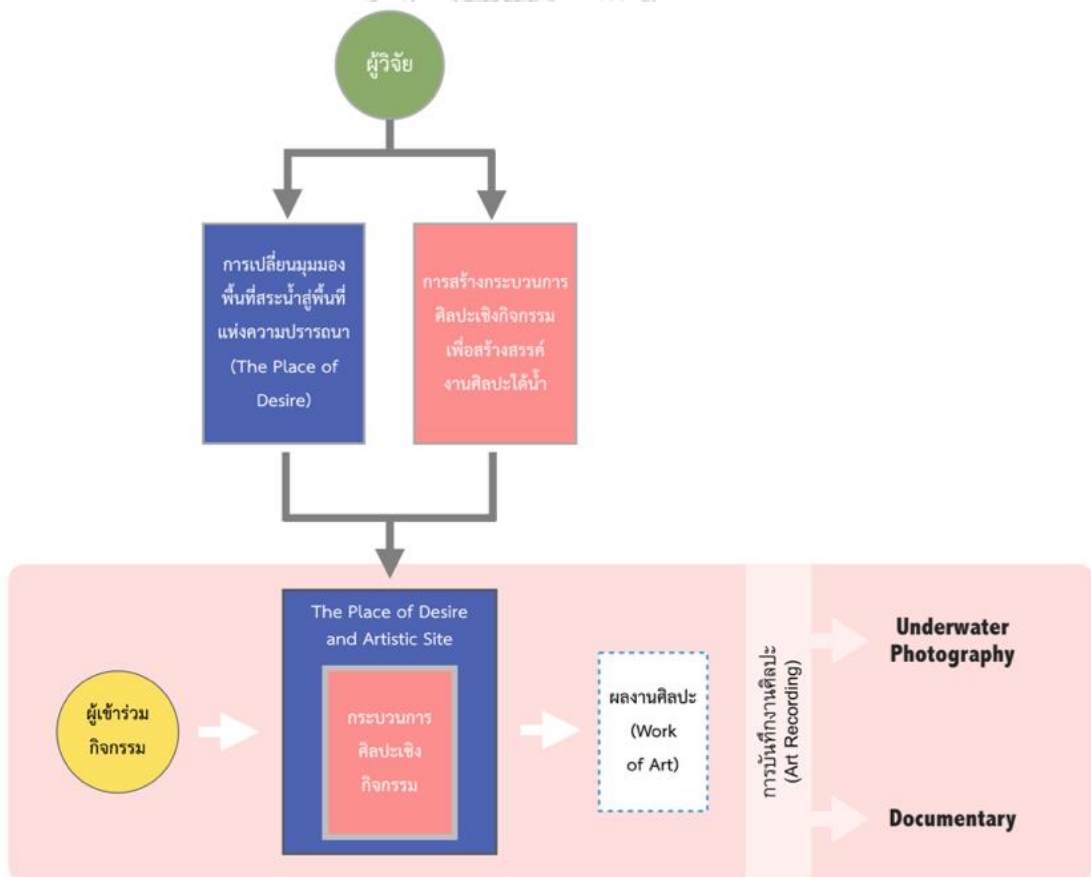 ผู้วิจัย
การเปลี่ยนมุมมอง
พื้นที่สระน้ำสู่พื้นที่
แห่งความปรารถนา
(The Place of
Desire)
การสร้างกระบวนการ
ศิลปะเชิงกิจกรรม
เพื่อสร้างสรรค์
งานศิลปะใต้น้ำ
ผู้เข้าร่วม
กิจกรรม
The Place of Desire
and Artistic Site
กระบวนการ
ศิลปะเชิง
กิจกรรม
ผลงานศิลปะ
(Work
of Art)
การบันทึกงานศิลปะ
(Art Recording)
Underwater
Photography
Documentary